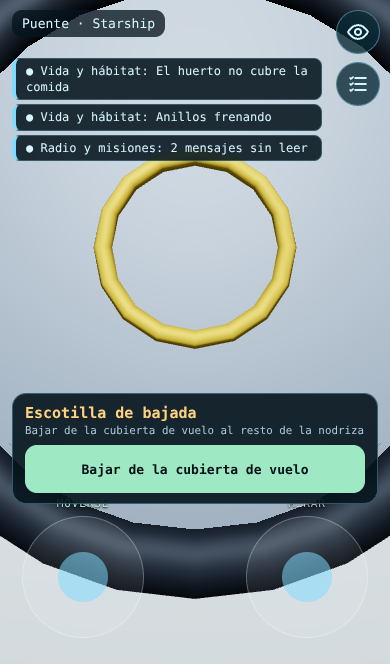 Puente · Starship
● Vida y hábitat: El huerto no cubre la
comida
● Vida y hábitat: Anillos frenando
● Radio y misiones: 2 mensajes sin leer
Escotilla de bajada
Bajar de la cubierta de vuelo al resto de la nodriza
Bajar de la cubierta de vuelo